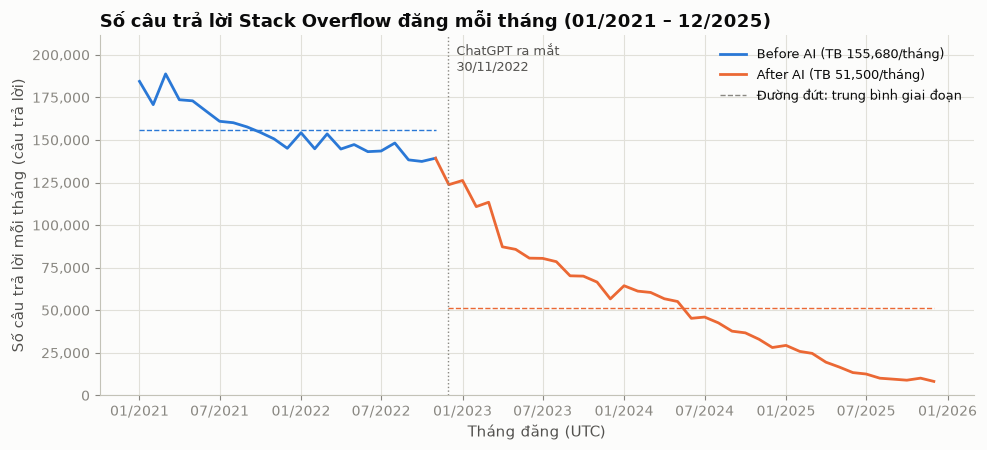 Số câu trả lời Stack Overflow đăng mỗi tháng (01/2021 – 12/2025)
ChatGPT ra mắt
30/11/2022
Before AI (TB 155,680/tháng)
After AI (TB 51,500/tháng)
Đường đứt: trung bình giai đoạn
Số câu trả lời mỗi tháng (câu trả lời)
200,000
175,000
150,000
125,000
100,000
75,000
50,000
25,000
0
01/2021 07/2021 01/2022 07/2022 01/2023 07/2023 01/2024 07/2024 01/2025 07/2025 01/2026
Tháng đăng (UTC)